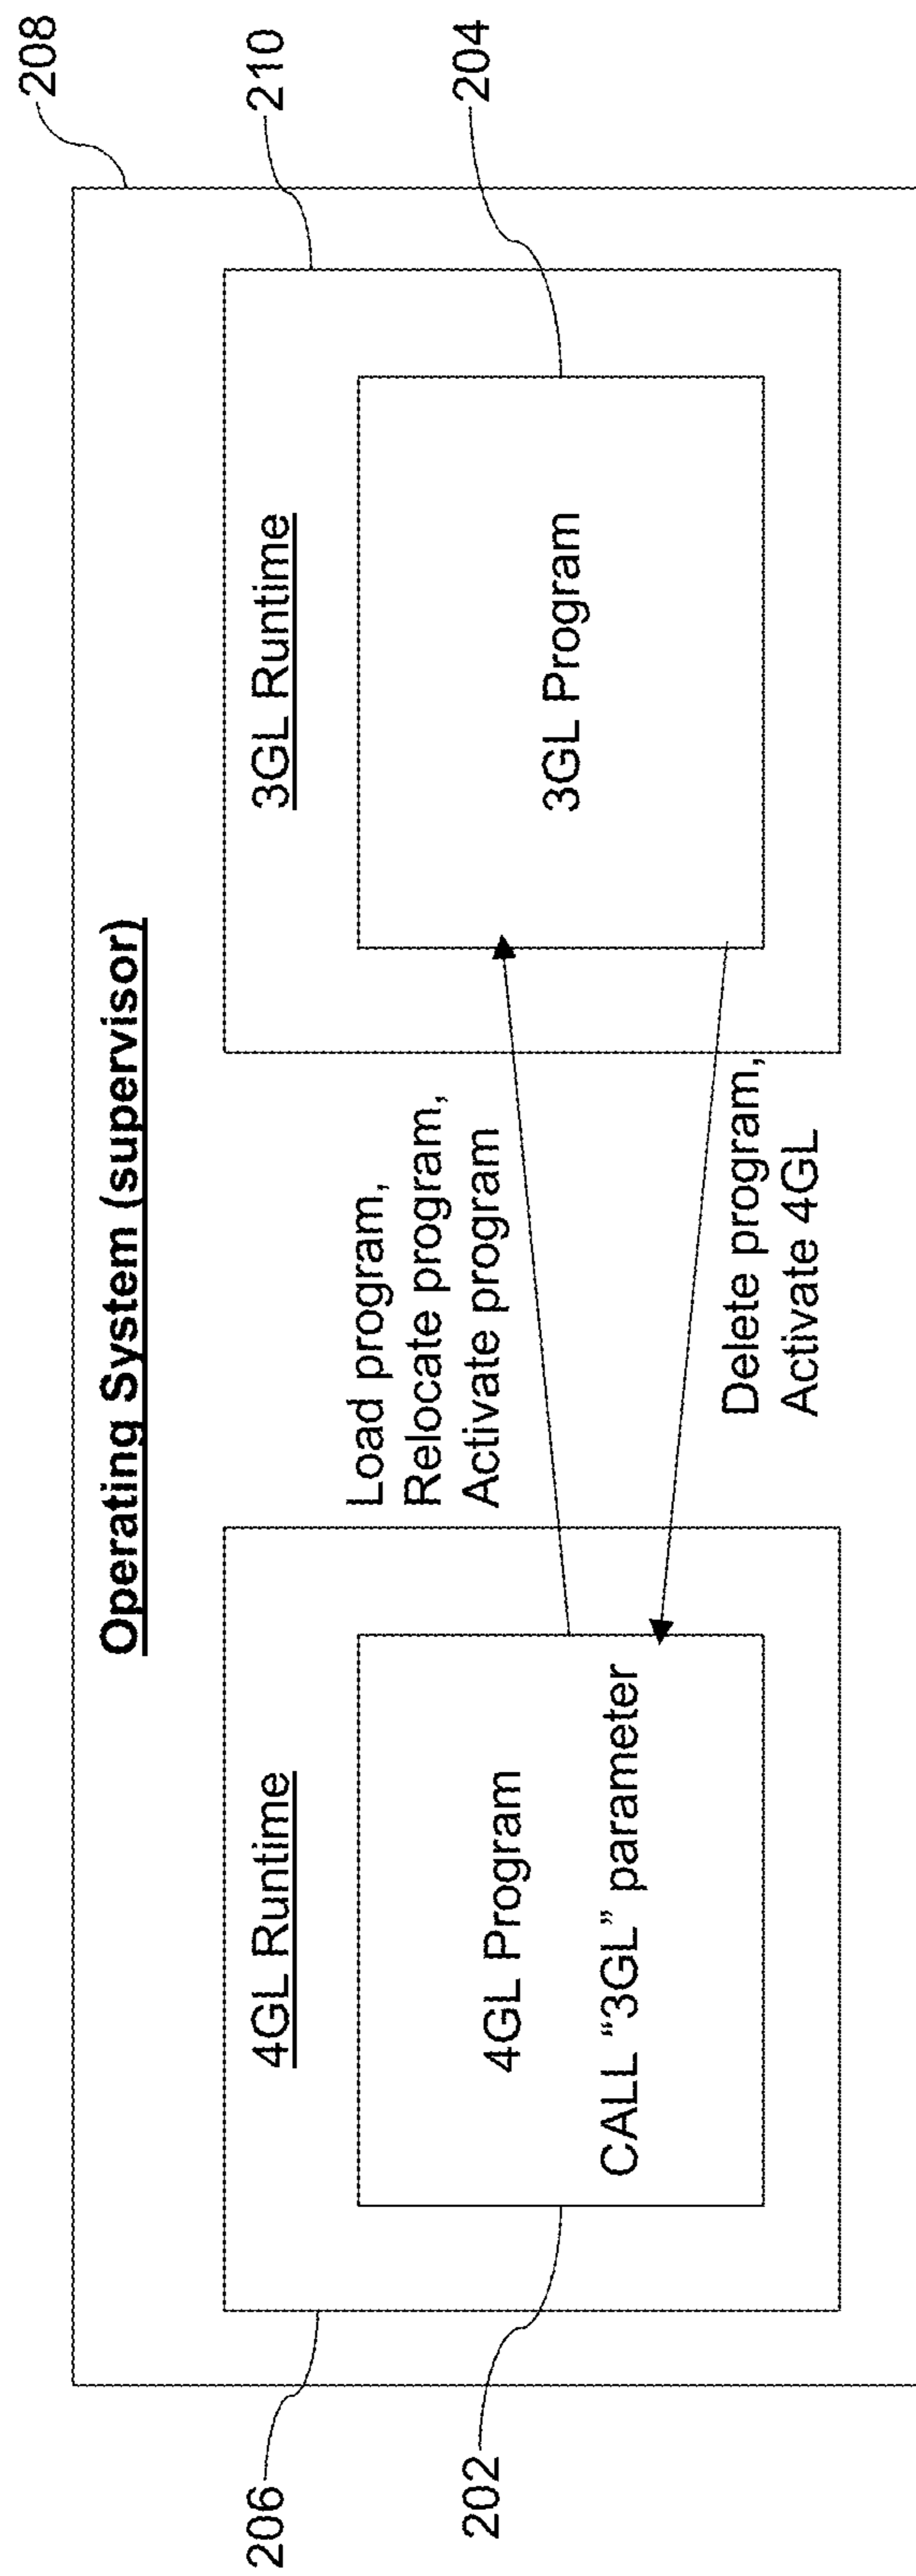 208
Operating System (supervisor)
210
4GL Runtime
3GL Runtime
206
204
Load program,
Relocate program,
Activate program
4GL Program
CALL “3GL” parameter
3GL Program
202
Delete program,
Activate 4GL